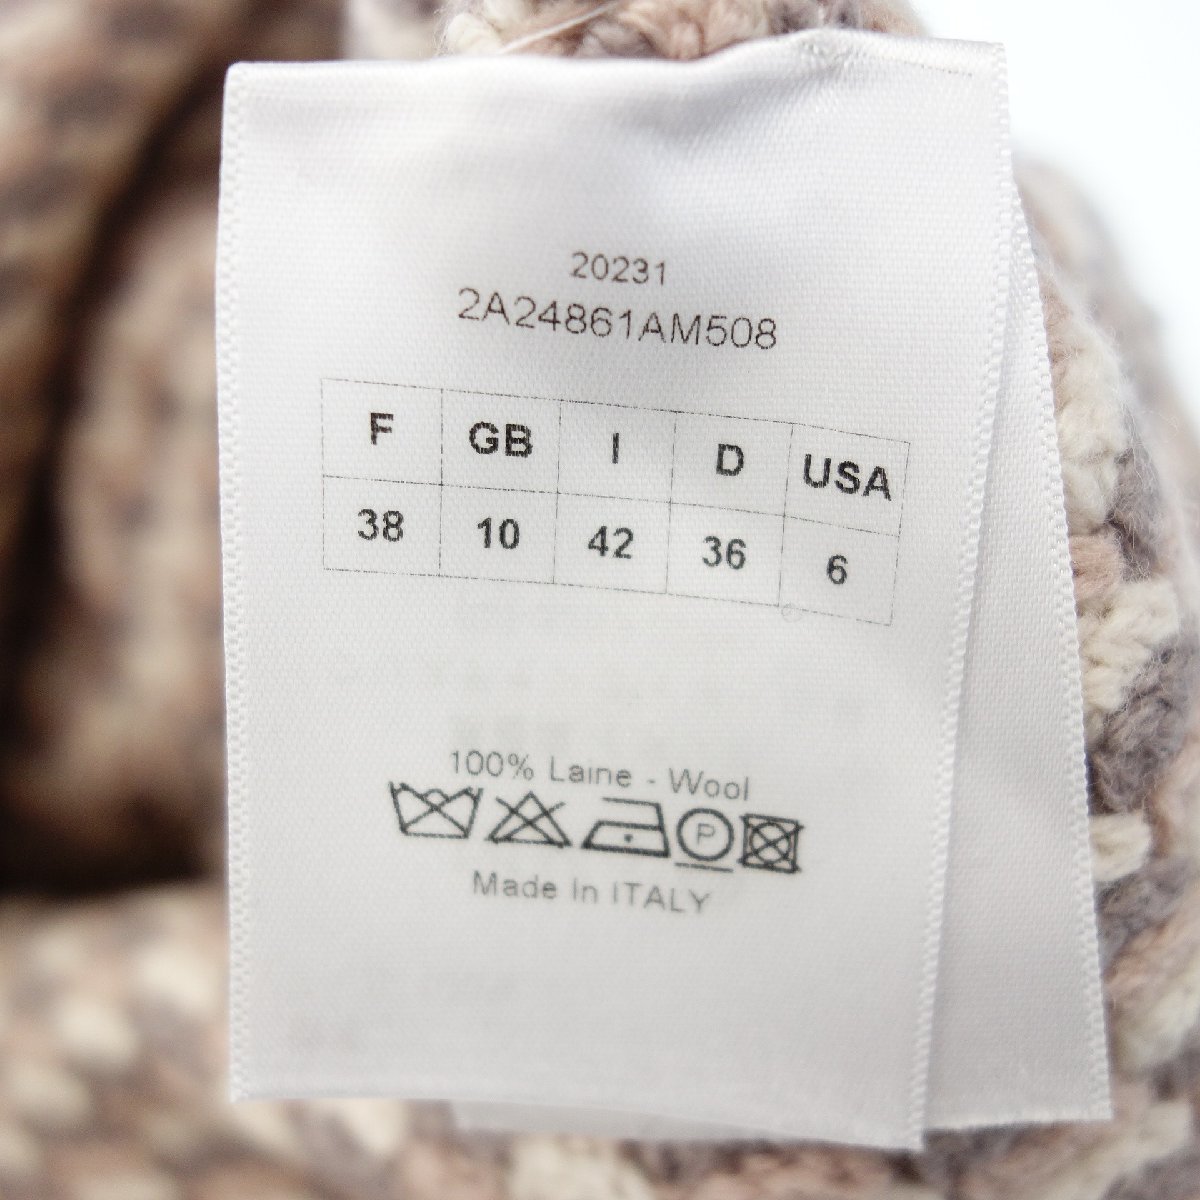 20231
2A24861AM508
F GB I D USA
38 10 42 36 6
100% Laine - Wool
P
Made In ITALY